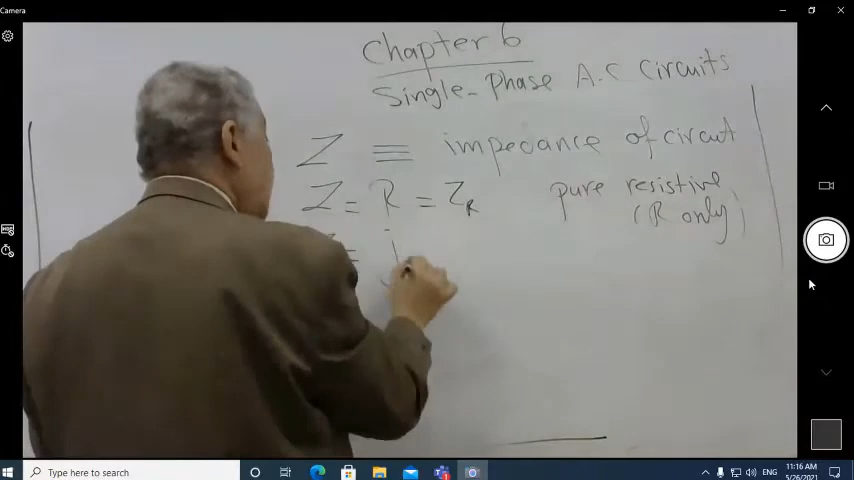 Camera
Chapter 6
Single-Phase A.C Circuits
Z ≡ impedance of circuit
Z = R = Z_R pure resistive
(R only)
= j
Type here to search
ENG
11:16 AM
5/26/2021